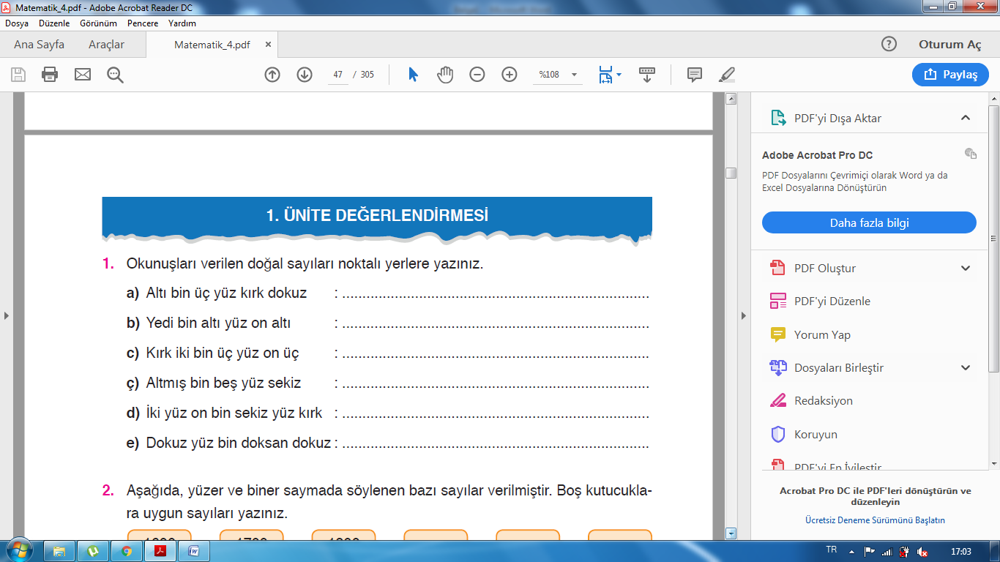 Matematik_4.pdf - Adobe Acrobat Reader DC
Dosya Düzenle Görünüm Pencere Yardım
Ana Sayfa Araçlar Matematik_4.pdf × ? Oturum Aç
47 / 305 %108 Paylaş
1. ÜNİTE DEĞERLENDİRMESİ
1. Okunuşları verilen doğal sayıları noktalı yerlere yazınız.
a) Altı bin üç yüz kırk dokuz : ............................................................................
b) Yedi bin altı yüz on altı : ............................................................................
c) Kırk iki bin üç yüz on üç : ............................................................................
ç) Altmış bin beş yüz sekiz : ............................................................................
d) İki yüz on bin sekiz yüz kırk : ............................................................................
e) Dokuz yüz bin doksan dokuz : ............................................................................
2. Aşağıda, yüzer ve biner saymada söylenen bazı sayılar verilmiştir. Boş kutucukla-
ra uygun sayıları yazınız.
PDF'yi Dışa Aktar
Adobe Acrobat Pro DC
PDF Dosyalarını Çevrimiçi olarak Word ya da
Excel Dosyalarına Dönüştürün
Daha fazla bilgi
PDF Oluştur
PDF'yi Düzenle
Yorum Yap
Dosyaları Birleştir
Redaksiyon
Koruyun
PDF'yi En İyileştir
Acrobat Pro DC ile PDF'leri dönüştürün ve
düzenleyin
Ücretsiz Deneme Sürümünü Başlatın
TR 17:03